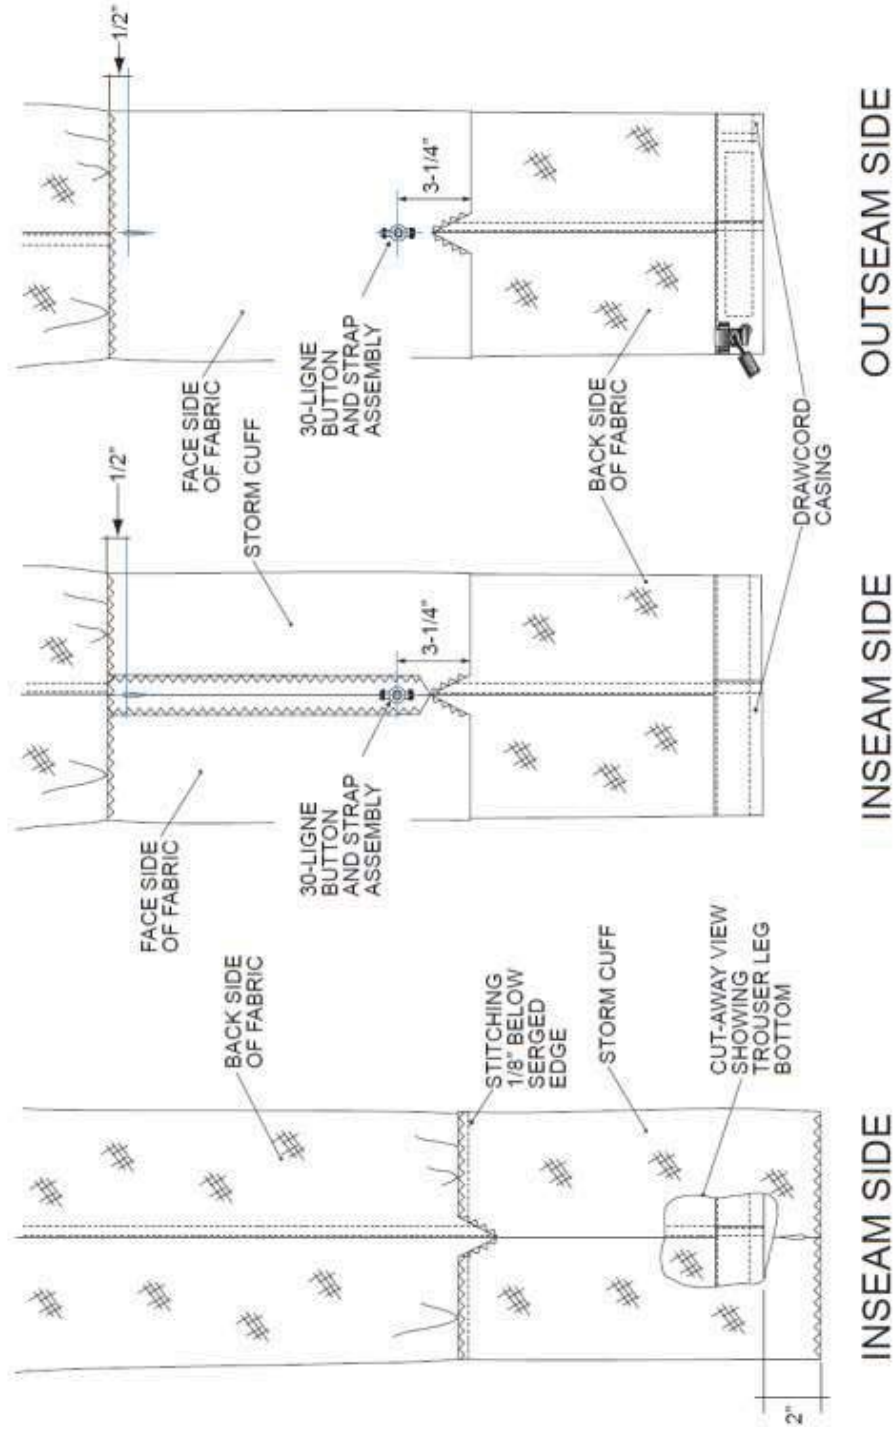 BACK SIDE
OF FABRIC
STITCHING
1/8" BELOW
SERGED
EDGE
STORM CUFF
CUT-AWAY VIEW
SHOWING
TROUSER LEG
BOTTOM
2"
INSEAM SIDE
1/2"
FACE SIDE
OF FABRIC
STORM CUFF
30-LIGNE
BUTTON
AND STRAP
ASSEMBLY
3-1/4"
BACK SIDE
OF FABRIC
DRAWCORD
CASING
INSEAM SIDE
1/2"
FACE SIDE
OF FABRIC
30-LIGNE
BUTTON
AND STRAP
ASSEMBLY
3-1/4"
OUTSEAM SIDE